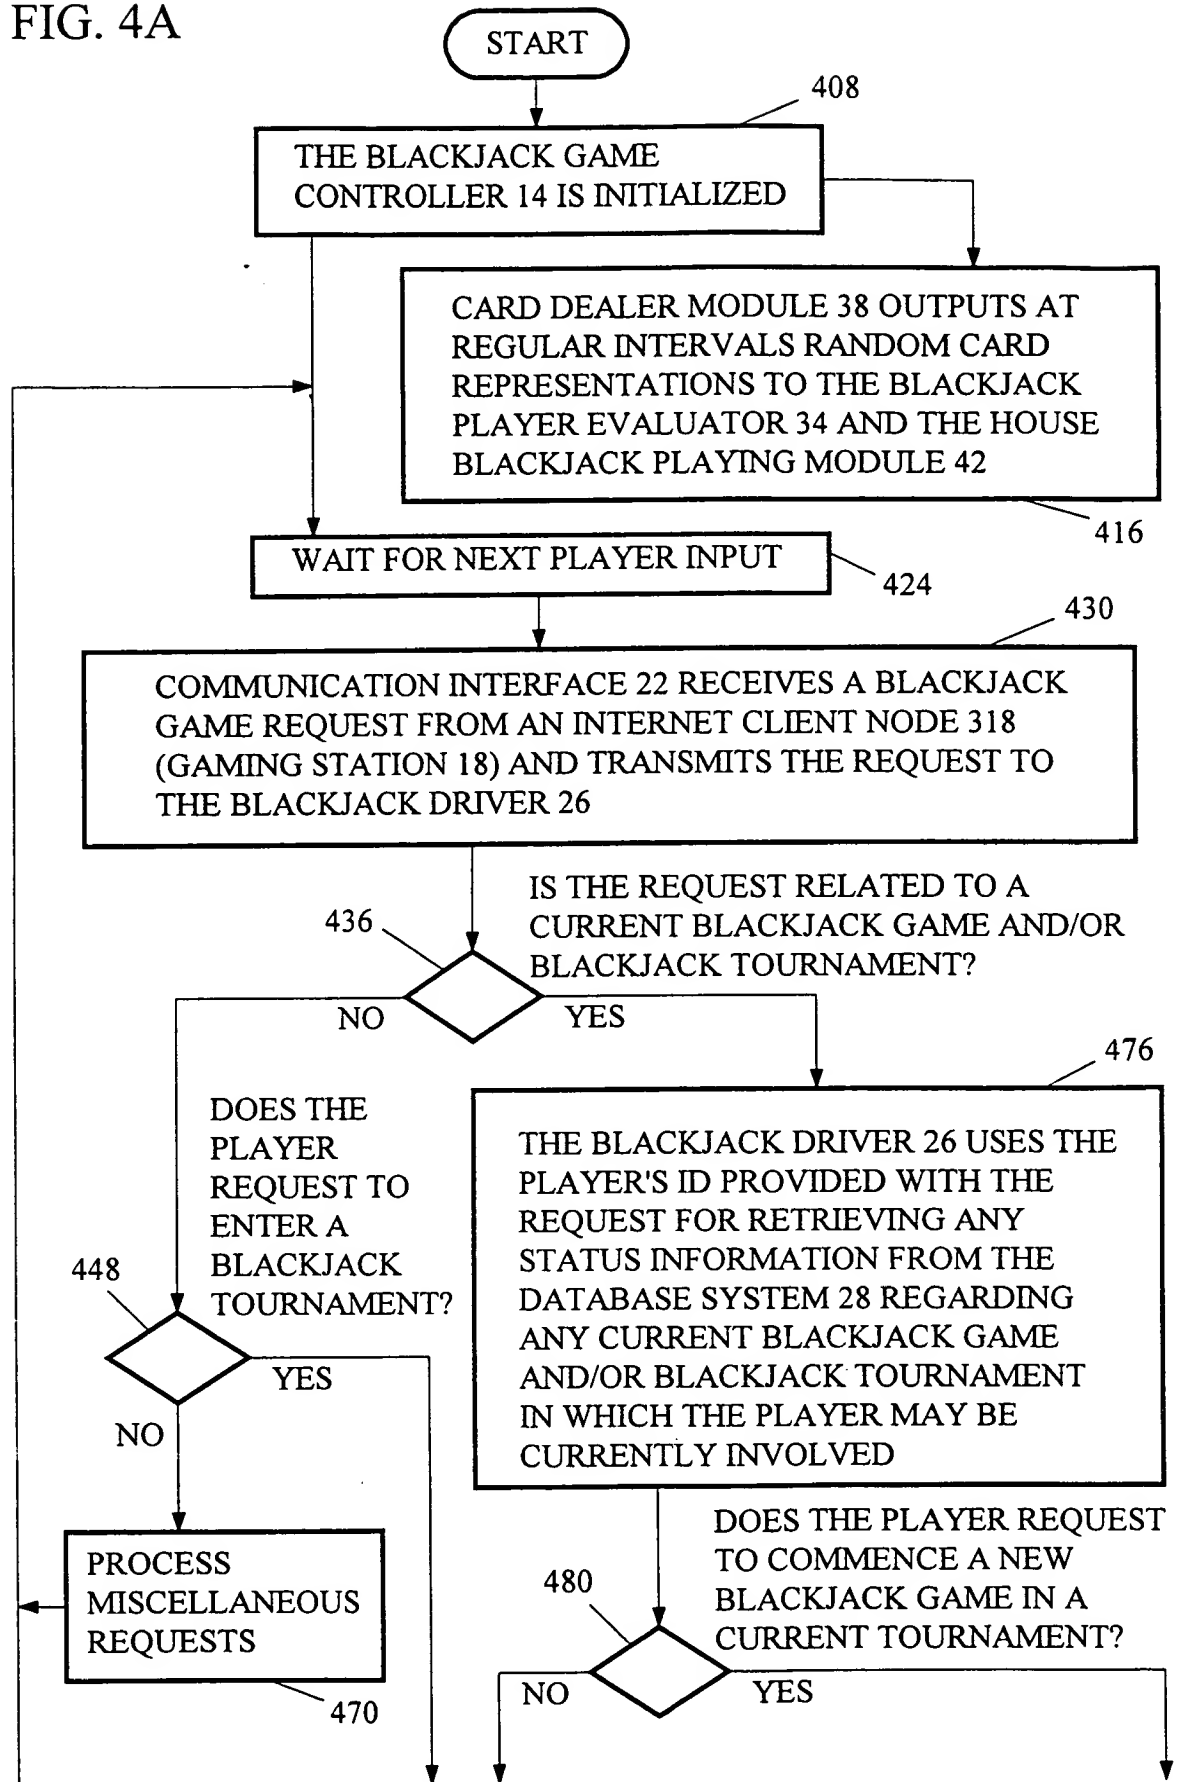 FIG. 4A
START
408
THE BLACKJACK GAME
CONTROLLER 14 IS INITIALIZED
CARD DEALER MODULE 38 OUTPUTS AT
REGULAR INTERVALS RANDOM CARD
REPRESENTATIONS TO THE BLACKJACK
PLAYER EVALUATOR 34 AND THE HOUSE
BLACKJACK PLAYING MODULE 42
416
WAIT FOR NEXT PLAYER INPUT
424
430
COMMUNICATION INTERFACE 22 RECEIVES A BLACKJACK
GAME REQUEST FROM AN INTERNET CLIENT NODE 318
(GAMING STATION 18) AND TRANSMITS THE REQUEST TO
THE BLACKJACK DRIVER 26
IS THE REQUEST RELATED TO A
CURRENT BLACKJACK GAME AND/OR
BLACKJACK TOURNAMENT?
436
NO
YES
476
DOES THE
PLAYER
REQUEST TO
ENTER A
BLACKJACK
TOURNAMENT?
448
YES
NO
THE BLACKJACK DRIVER 26 USES THE
PLAYER'S ID PROVIDED WITH THE
REQUEST FOR RETRIEVING ANY
STATUS INFORMATION FROM THE
DATABASE SYSTEM 28 REGARDING
ANY CURRENT BLACKJACK GAME
AND/OR BLACKJACK TOURNAMENT
IN WHICH THE PLAYER MAY BE
CURRENTLY INVOLVED
PROCESS
MISCELLANEOUS
REQUESTS
470
DOES THE PLAYER REQUEST
TO COMMENCE A NEW
BLACKJACK GAME IN A
CURRENT TOURNAMENT?
480
NO
YES